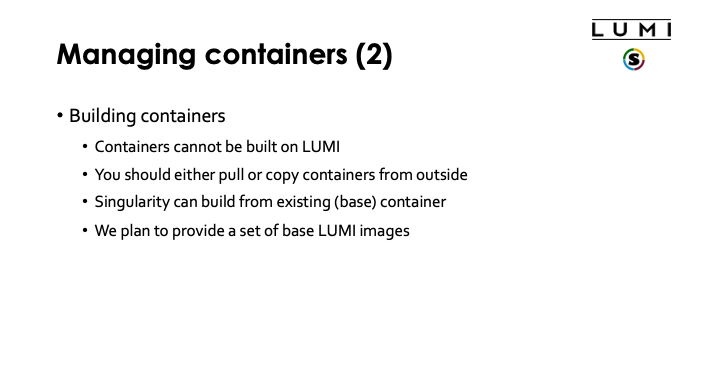 LUMI
Managing containers (2)
S
• Building containers
• Containers cannot be built on LUMI
• You should either pull or copy containers from outside
• Singularity can build from existing (base) container
• We plan to provide a set of base LUMI images